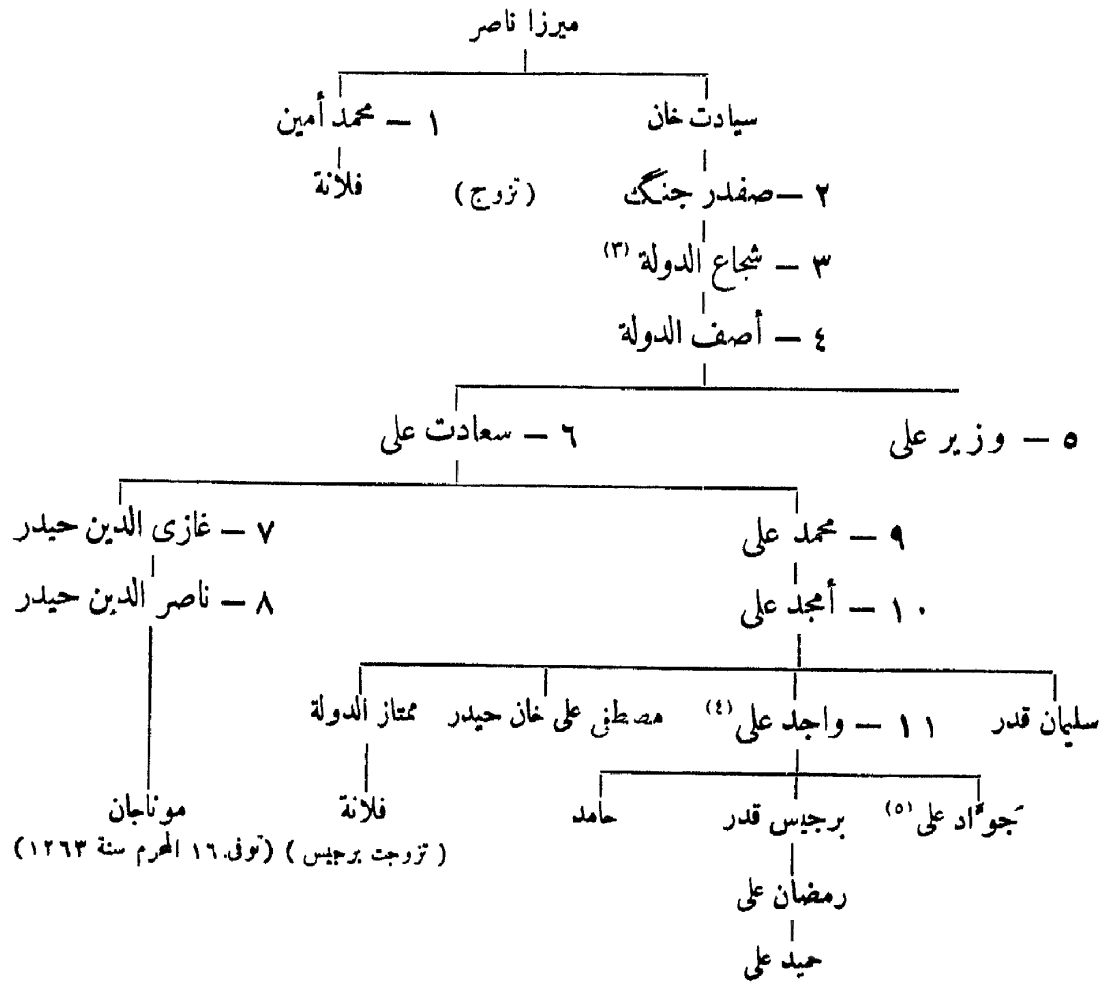 ميرزا ناصر
سيادت خان
١ — محمد أمين
٢ — صفدر جنگ
(تزوج)
فلانة
٣ — شجاع الدولة (٣)
٤ — أصف الدولة
٥ — وزير على
٦ — سعادت على
٩ — محمد على
٧ — غازى الدين حيدر
١٠ — أمجد على
٨ — ناصر الدين حيدر
سليمان قدر
١١ — واجد على (٤)
مصطفى على خان حيدر
ممتاز الدولة
جوّاد على (٥)
برجيس قدر
حامد
فلانة
موناجان
(تزوجت برجيس)
(توفى ١٦ المحرم سنة ١٢٦٣)
رمضان على
حميد على